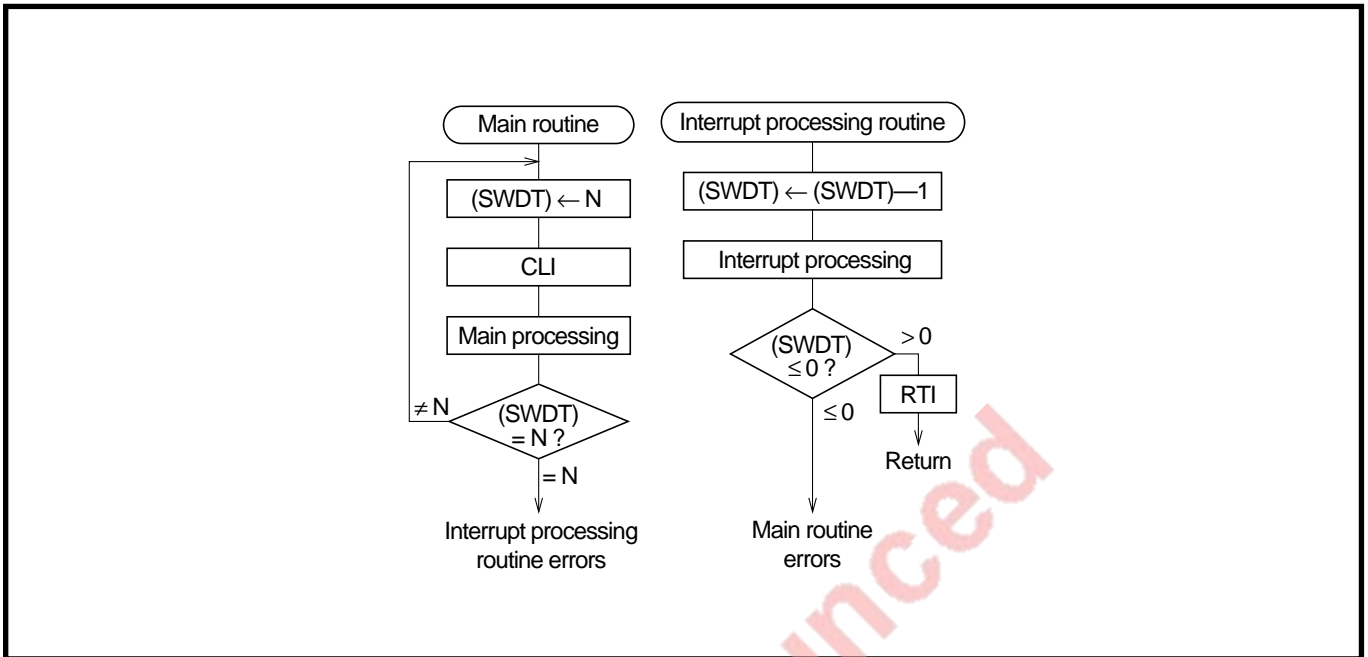 Main routine
(SWDT) ← N
CLI
Main processing
≠ N
(SWDT)
= N ?
= N
Interrupt processing
routine errors
Interrupt processing routine
(SWDT) ← (SWDT)—1
Interrupt processing
(SWDT)
≤ 0 ?
> 0
RTI
Return
≤ 0
Main routine
errors
unced